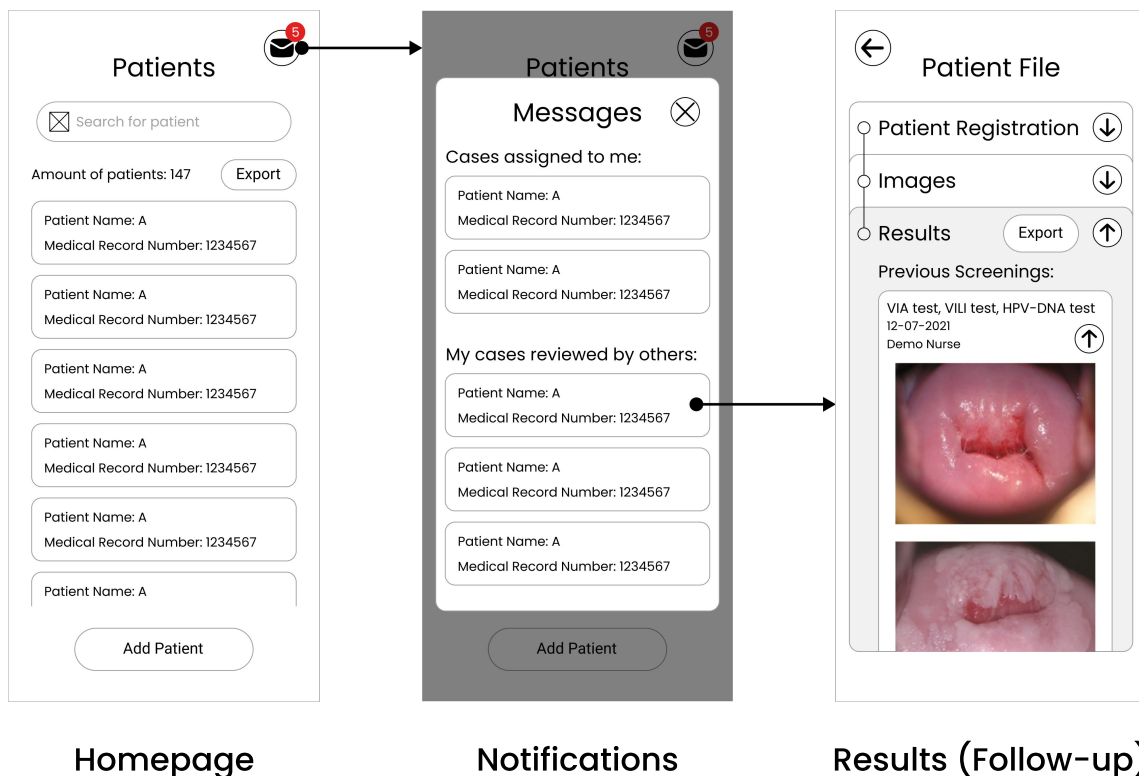 5
Patients
Search for patient
Amount of patients: 147
Export
Patient Name: A
Medical Record Number: 1234567
Patient Name: A
Medical Record Number: 1234567
Patient Name: A
Medical Record Number: 1234567
Patient Name: A
Medical Record Number: 1234567
Patient Name: A
Medical Record Number: 1234567
Patient Name: A
Add Patient
Homepage
5
Patients
Messages
Cases assigned to me:
Patient Name: A
Medical Record Number: 1234567
Patient Name: A
Medical Record Number: 1234567
My cases reviewed by others:
Patient Name: A
Medical Record Number: 1234567
Patient Name: A
Medical Record Number: 1234567
Patient Name: A
Medical Record Number: 1234567
Add Patient
Notifications
Patient File
Patient Registration
Images
Results
Export
Previous Screenings:
VIA test, VILI test, HPV-DNA test
12-07-2021
Demo Nurse
Results (Follow-up)